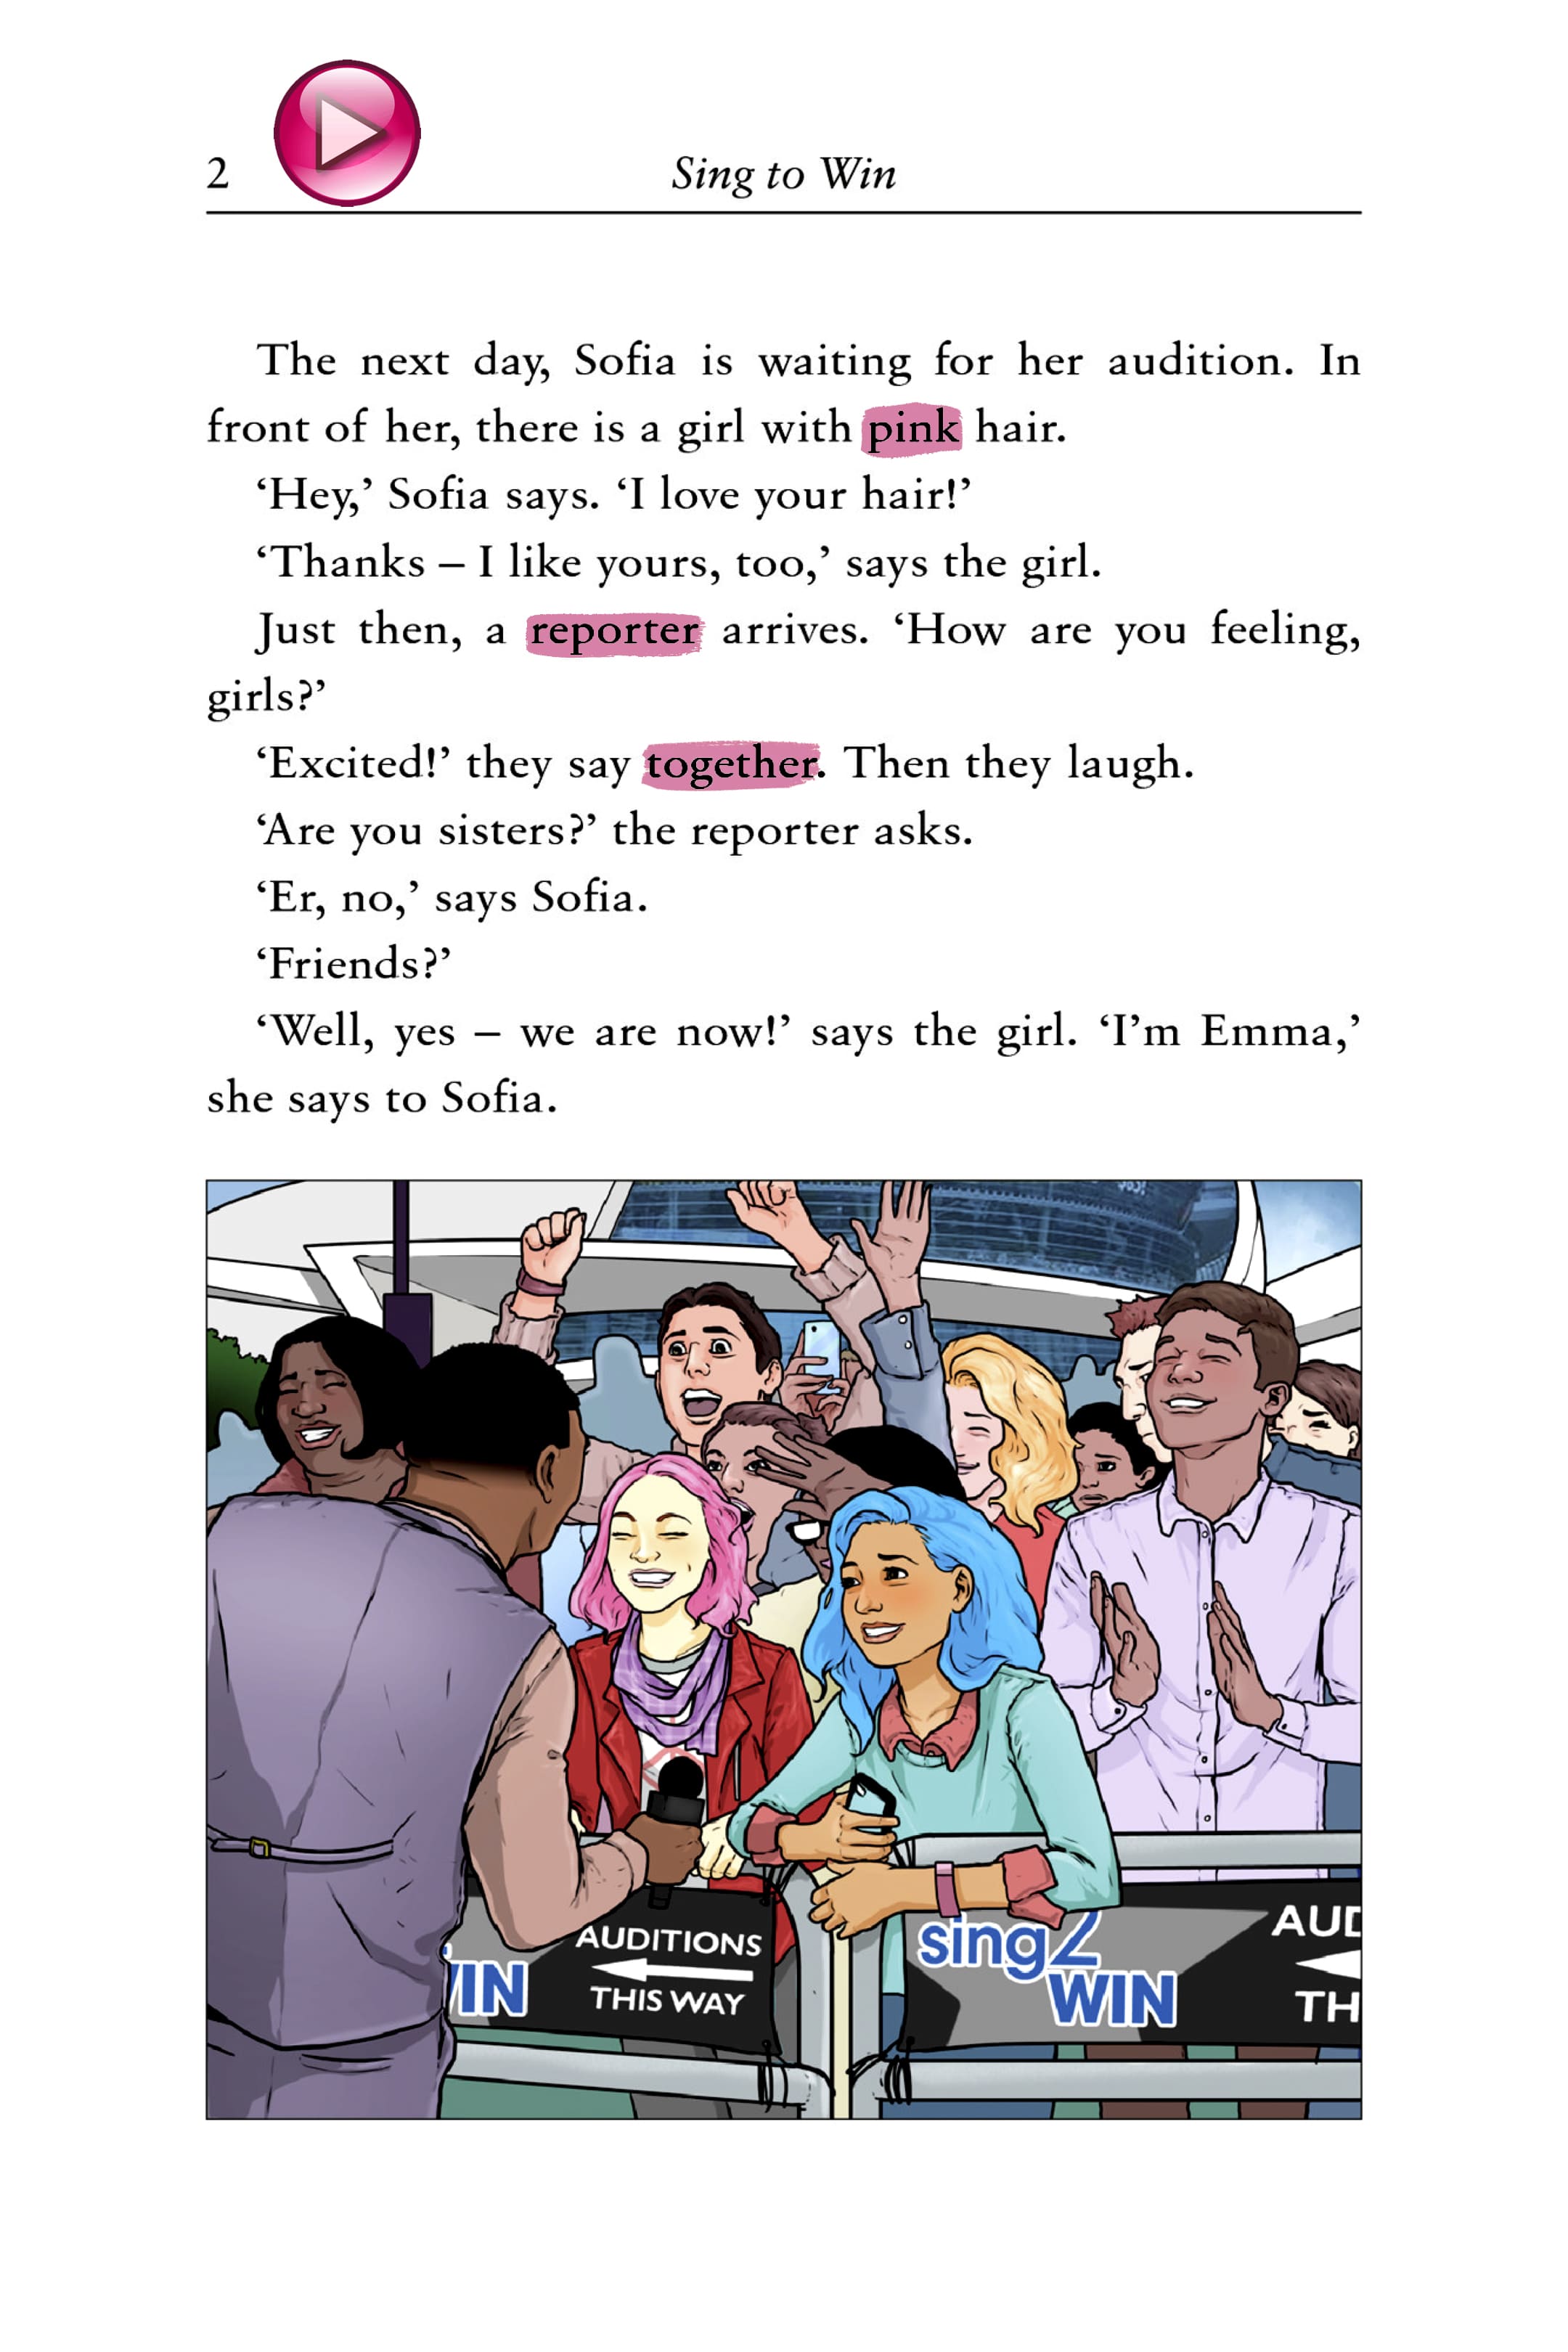 2
Sing to Win
The next day, Sofia is waiting for her audition. In
front of her, there is a girl with pink hair.
‘Hey,’ Sofia says. ‘I love your hair!’
‘Thanks – I like yours, too,’ says the girl.
Just then, a reporter arrives. ‘How are you feeling,
girls?’
‘Excited!’ they say together. Then they laugh.
‘Are you sisters?’ the reporter asks.
‘Er, no,’ says Sofia.
‘Friends?’
‘Well, yes – we are now!’ says the girl. ‘I’m Emma,’
she says to Sofia.
AUDITIONS
THIS WAY
sing2
WIN